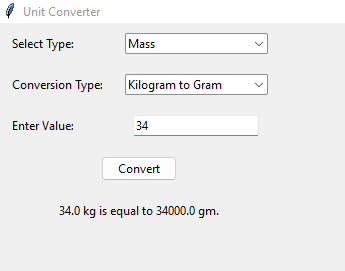 Unit Converter
Select Type: Mass
Conversion Type: Kilogram to Gram
Enter Value: 34
Convert
34.0 kg is equal to 34000.0 gm.